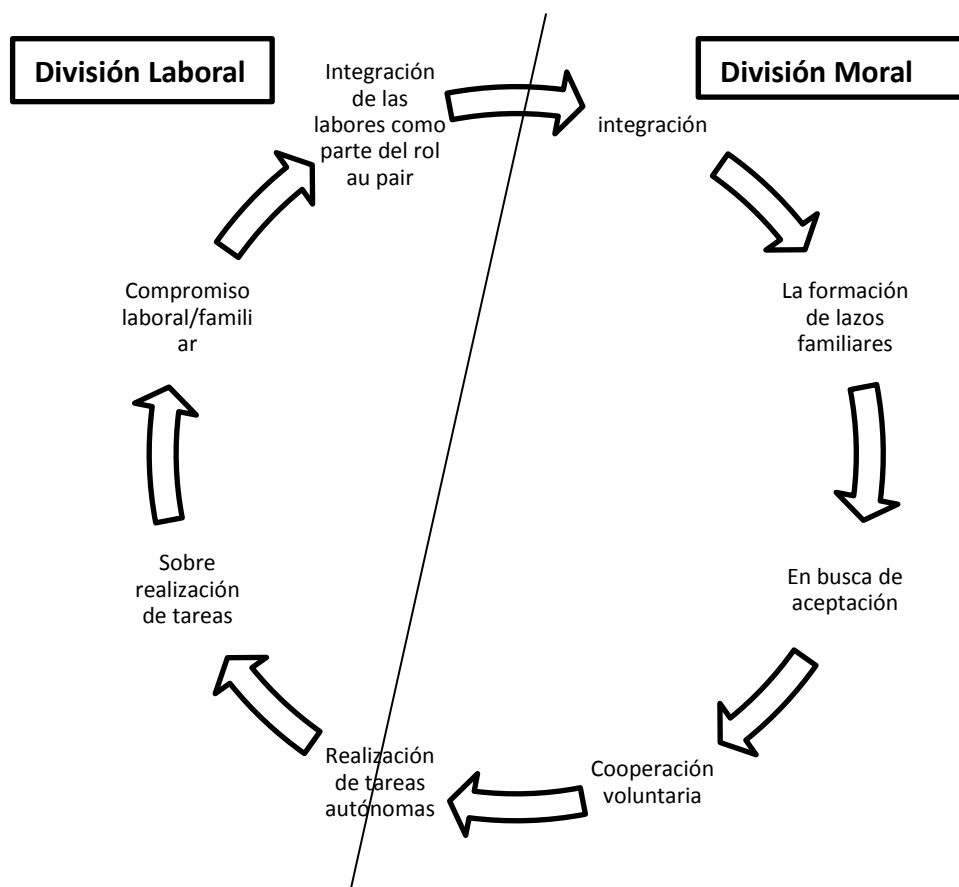 División Laboral
División Moral
Integración
de las
labores como
parte del rol
au pair
integración
La formación
de lazos
familiares
En busca de
aceptación
Cooperación
voluntaria
Realización
de tareas
autónomas
Sobre
realización
de tareas
Compromiso
laboral/famili
ar